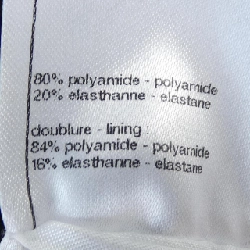 80% polyamide - polyamide
20% elasthanne - elastane
doublure - lining
84% polyamide - polyamide
16% elasthanne - elastane